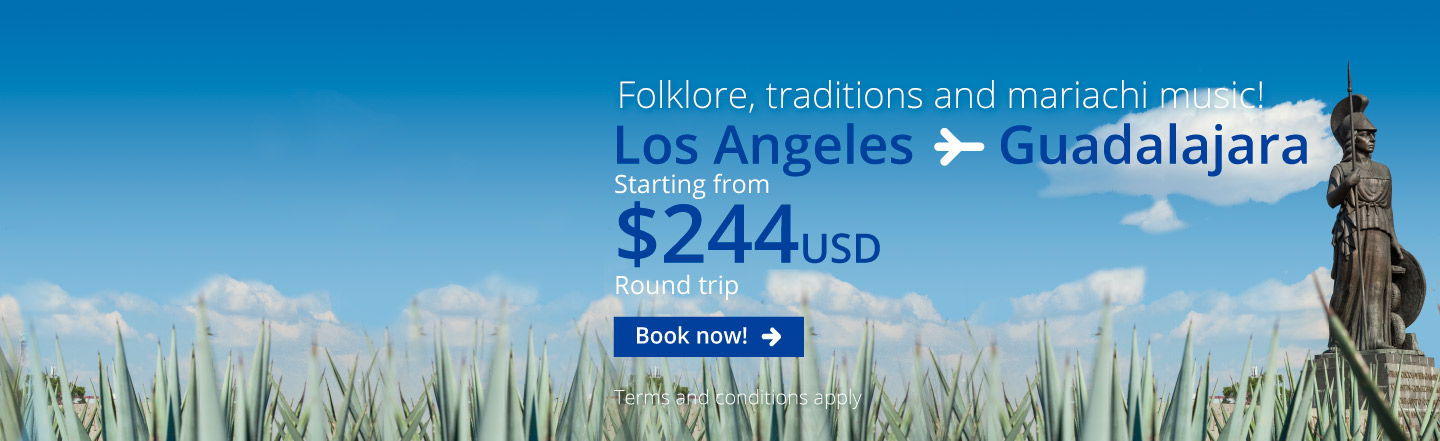 Folklore, traditions and mariachi music!
Los Angeles Guadalajara
Starting from
$244USD
Round trip
Book now!
Terms and conditions apply